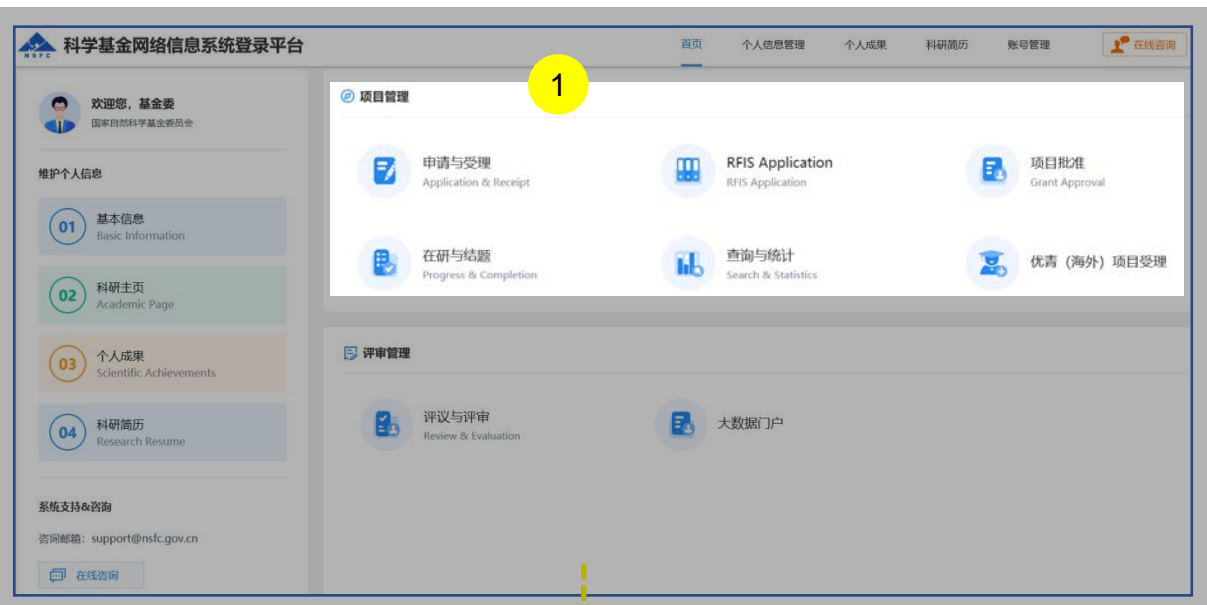 NSFC
科学基金网络信息系统登录平台
首页
个人信息管理
个人成果
科研简历
账号管理
在线咨询
欢迎您，基金委
国家自然科学基金委员会
维护个人信息
01
基本信息
Basic Information
02
科研主页
Academic Page
03
个人成果
Scientific Achievements
04
科研简历
Research Resume
系统支持&咨询
咨询邮箱：support@nsfc.gov.cn
在线咨询
1
项目管理
申请与受理
Application & Receipt
RFIS Application
RFIS Application
项目批准
Grant Approval
在研与结题
Progress & Completion
查询与统计
Search & Statistics
优青（海外）项目受理
评审管理
评议与评审
Review & Evaluation
大数据门户